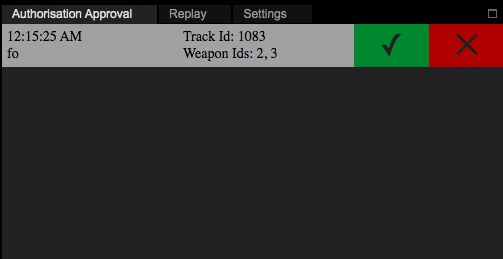 Authorisation Approval Replay Settings
12:15:25 AM Track Id: 1083
fo Weapon Ids: 2, 3